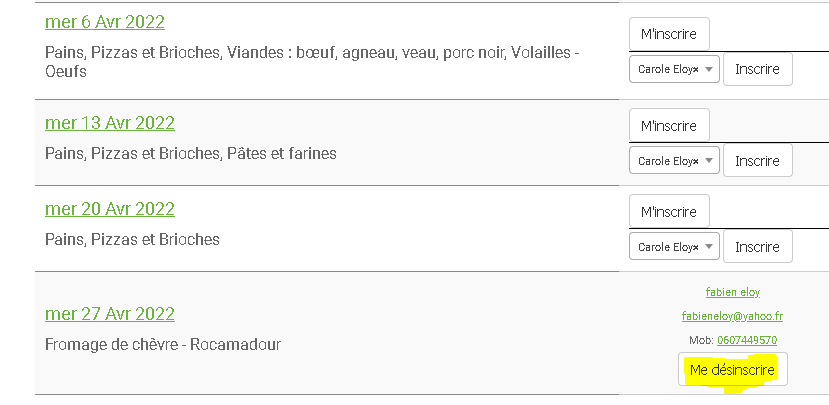 mer 6 Avr 2022
Pains, Pizzas et Brioches, Viandes : bœuf, agneau, veau, porc noir, Volailles -
Oeufs
M'inscrire
Carole Eloy× Inscrire
mer 13 Avr 2022
Pains, Pizzas et Brioches, Pâtes et farines
M'inscrire
Carole Eloy× Inscrire
mer 20 Avr 2022
Pains, Pizzas et Brioches
M'inscrire
Carole Eloy× Inscrire
mer 27 Avr 2022
Fromage de chèvre - Rocamadour
fabien eloy
fabieneloy@yahoo.fr
Mob: 0607449570
Me désinscrire